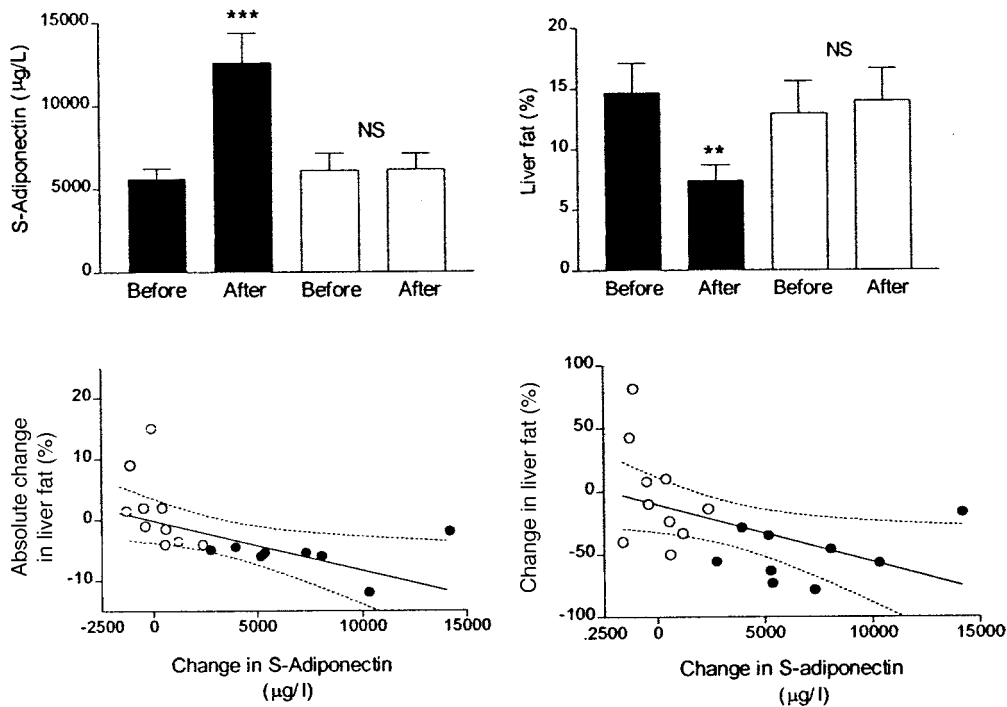 S-Adiponectin (µg/L)
15000
10000
5000
0
***
NS
Before
After
Before
After
Liver fat (%)
20
15
10
5
0
**
NS
Before
After
Before
After
Absolute change
in liver fat (%)
20
10
0
-10
-2500
0
5000
10000
15000
Change in S-Adiponectin
(µg/l)
Change in liver fat (%)
100
50
0
-50
-100
.2500
0
5000
10000
15000
Change in S-adiponectin
µg/l)